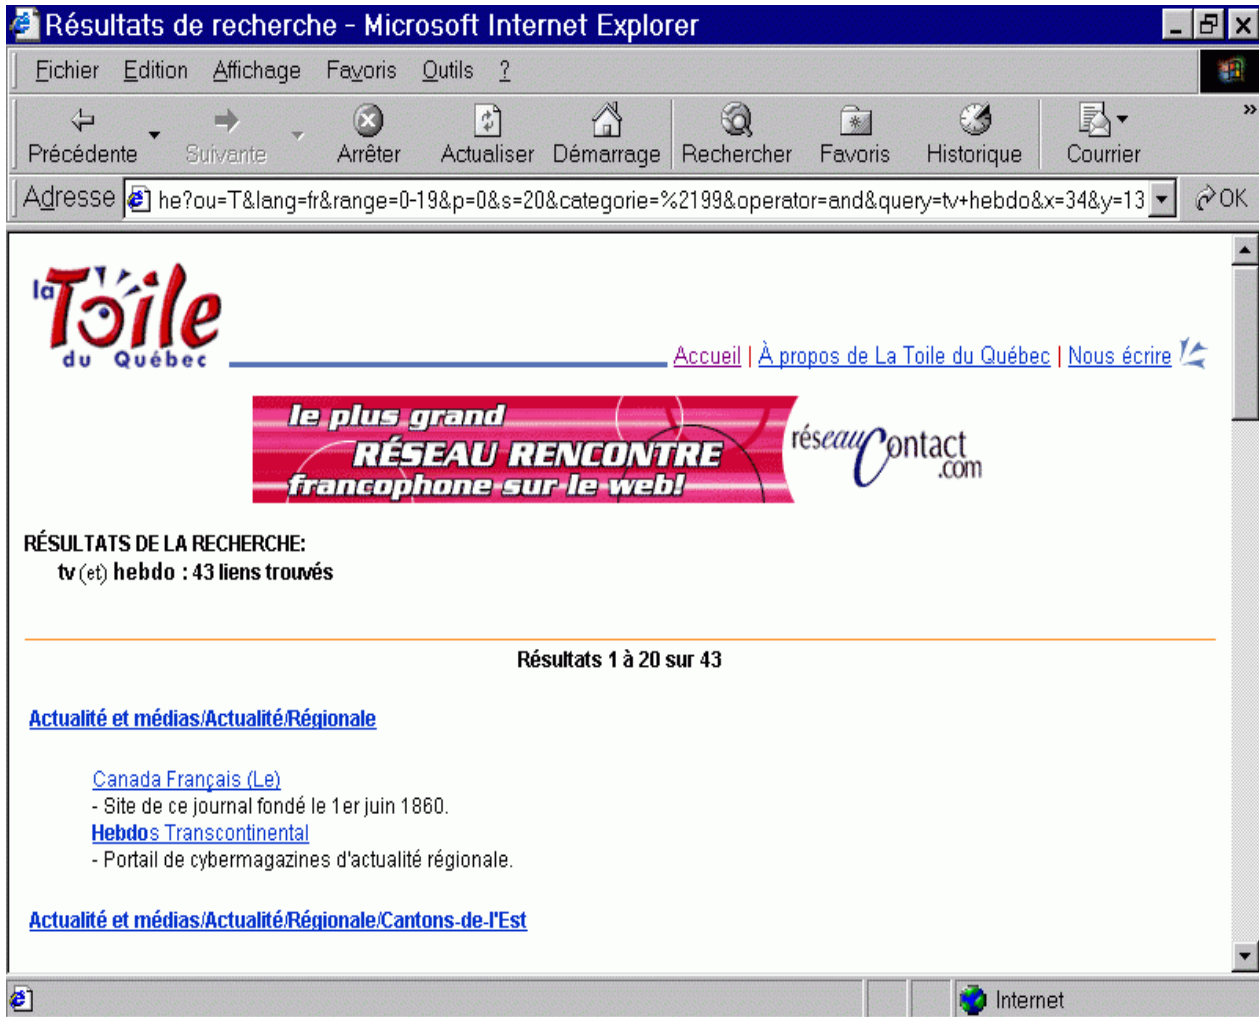 Résultats de recherche - Microsoft Internet Explorer
Fichier Edition Affichage Favoris Outils ?
Précédente Suivante Arrêter Actualiser Démarrage Rechercher Favoris Historique Courrier »
Adresse he?ou=T&lang=fr&range=0-19&p=0&s=20&categorie=%2199&operator=and&query=tv+hebdo&x=34&y=13 OK
la Toile
du Québec
Accueil | À propos de La Toile du Québec | Nous écrire
le plus grand
RÉSEAU RENCONTRE
francophone sur le web!
réseauContact
.com
RÉSULTATS DE LA RECHERCHE:
tv (et) hebdo : 43 liens trouvés
Résultats 1 à 20 sur 43
Actualité et médias/Actualité/Régionale
Canada Français (Le)
- Site de ce journal fondé le 1er juin 1860.
Hebdos Transcontinental
- Portail de cybermagazines d'actualité régionale.
Actualité et médias/Actualité/Régionale/Cantons-de-l'Est
Internet